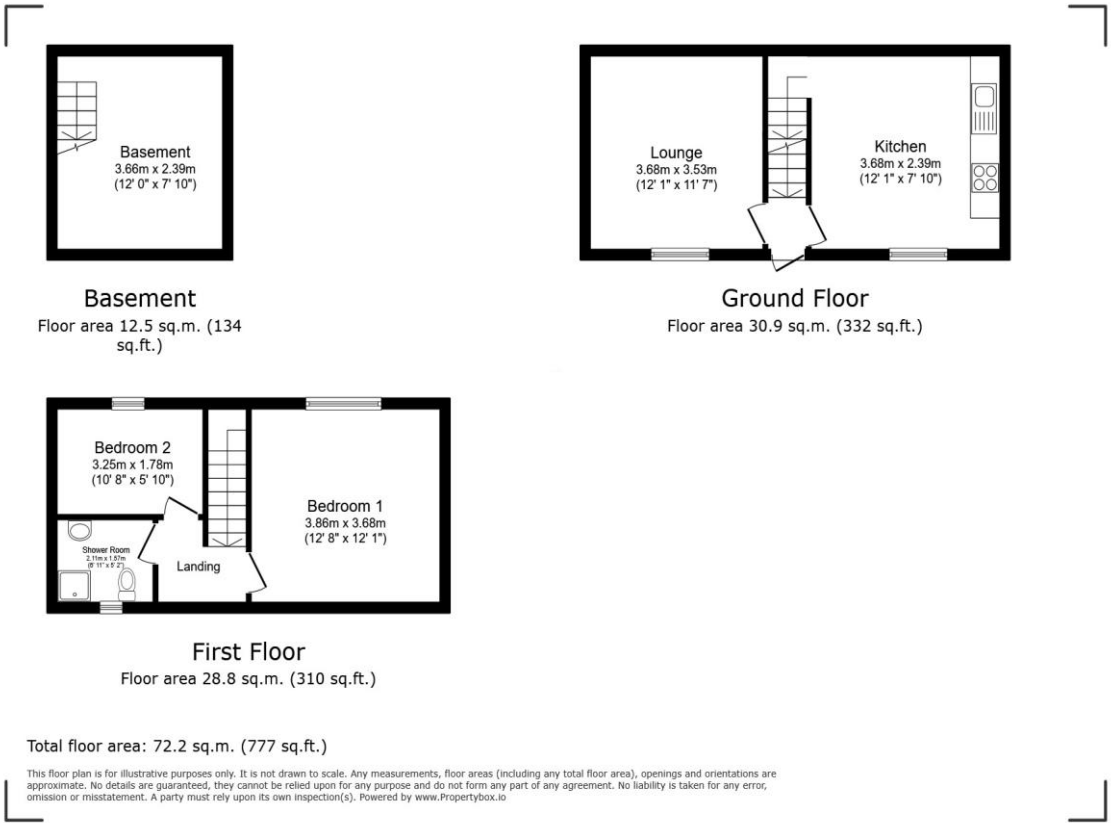 Basement
3.66m x 2.39m
(12' 0" x 7' 10")
Basement
Floor area 12.5 sq.m. (134
sq.ft.)
Lounge
3.68m x 3.53m
(12' 1" x 11' 7")
Kitchen
3.68m x 2.39m
(12' 1" x 7' 10")
Ground Floor
Floor area 30.9 sq.m. (332 sq.ft.)
Bedroom 2
3.25m x 1.78m
(10' 8" x 5' 10")
Bedroom 1
3.86m x 3.68m
(12' 8" x 12' 1")
Shower Room
2.11m x 1.57m
(6' 11" x 5' 2")
Landing
First Floor
Floor area 28.8 sq.m. (310 sq.ft.)
Total floor area: 72.2 sq.m. (777 sq.ft.)
This floor plan is for illustrative purposes only. It is not drawn to scale. Any measurements, floor areas (including any total floor area), openings and orientations are
approximate. No details are guaranteed, they cannot be relied upon for any purpose and do not form any part of any agreement. No liability is taken for any error,
omission or misstatement. A party must rely upon its own inspection(s). Powered by www.Propertybox.io